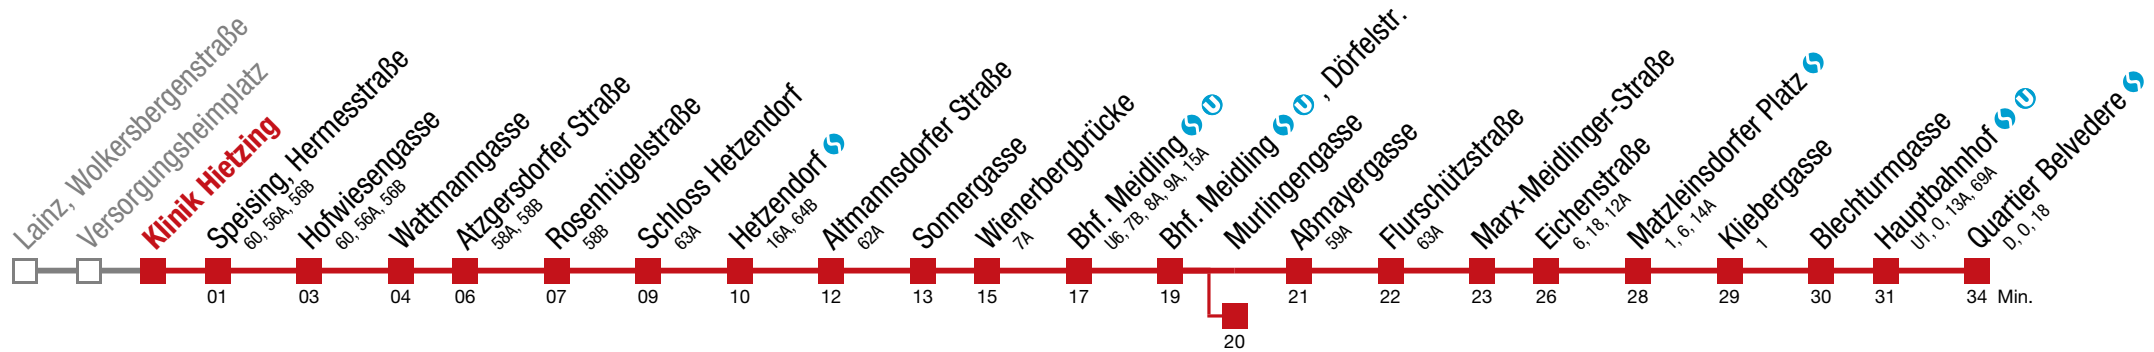 Lainz, Wolkersbergenstraße
Versorgungsheimplatz
Klinik Hietzing
Speising, Hermesstraße
60, 56A, 56B
Hofwiesengasse
60, 56A, 56B
Wattmanngasse
Atzgersdorfer Straße
58A, 58B
Rosenhügelstraße
58B
Schloss Hetzendorf
63A
Hetzendorf S
16A, 64B
Altmannsdorfer Straße
62A
Sonnergasse
Wienerbergbrücke
7A
Bhf. Meidling S U
U6, 7B, 8A, 9A, 15A
Bhf. Meidling S U , Dörfelstr.
Murlingengasse
Aßmayergasse
59A
Flurschützstraße
63A
Marx-Meidlinger-Straße
Eichenstraße
6, 18, 12A
Matzleinsdorfer Platz S
1, 6, 14A
Kliebergasse
1
Blechturmgasse
Hauptbahnhof S U
U1, O, 13A, 69A
Quartier Belvedere S
D, O, 18
01 03 04 06 07 09 10 12 13 15 17 19 21 22 23 26 28 29 30 31 34 Min.
20